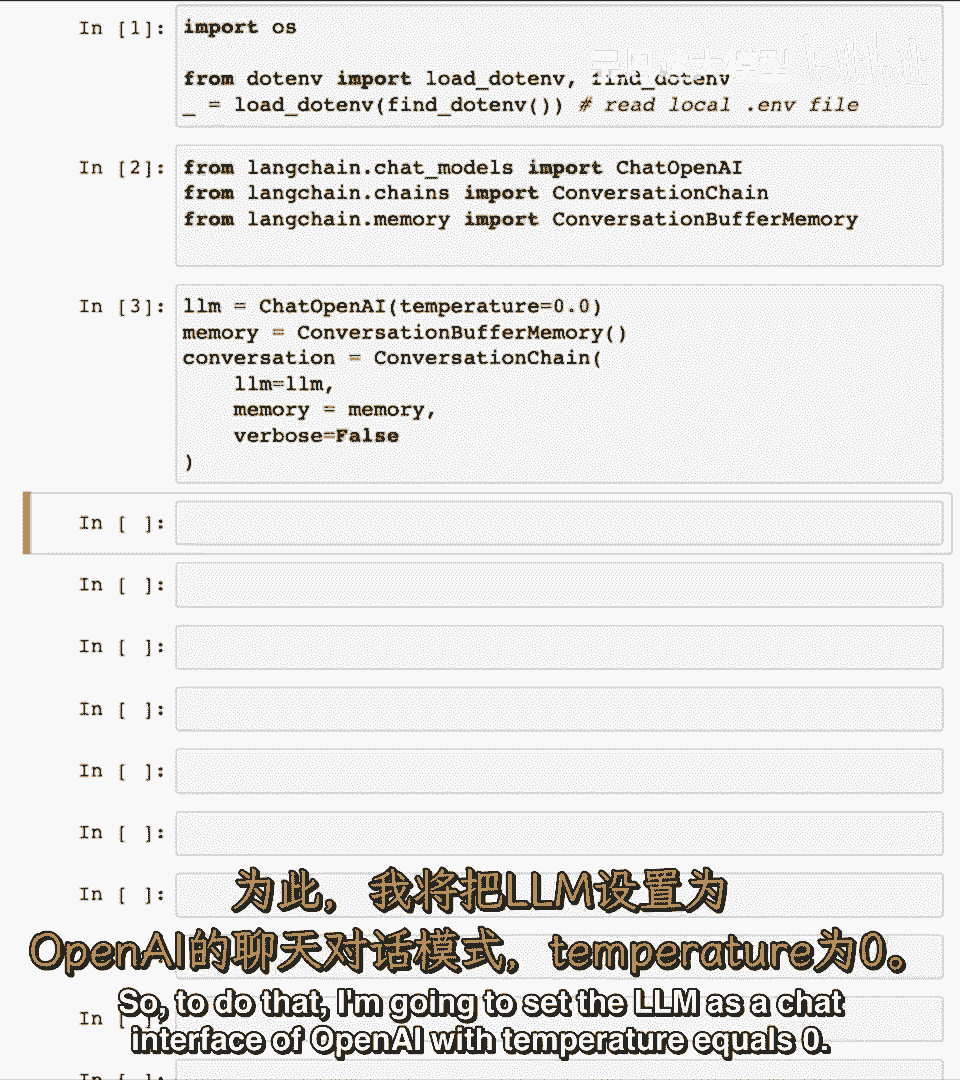 In [1]: import os
from dotenv import load_dotenv, find_dotenv
_ = load_dotenv(find_dotenv()) # read local .env file
In [2]: from langchain.chat_models import ChatOpenAI
from langchain.chains import ConversationChain
from langchain.memory import ConversationBufferMemory
In [3]: llm = ChatOpenAI(temperature=0.0)
memory = ConversationBufferMemory()
conversation = ConversationChain(
llm=llm,
memory = memory,
verbose=False
)
In [ ]:
In [ ]:
In [ ]:
In [ ]:
In [ ]:
In [ ]:
In [ ]:
为此，我将把LLM设置为
OpenAI的聊天对话模式，temperature为0。
In [ ]:
So, to do that, I'm going to set the LLM as a chat
interface of OpenAI with temperature equals 0.
In [ ]: